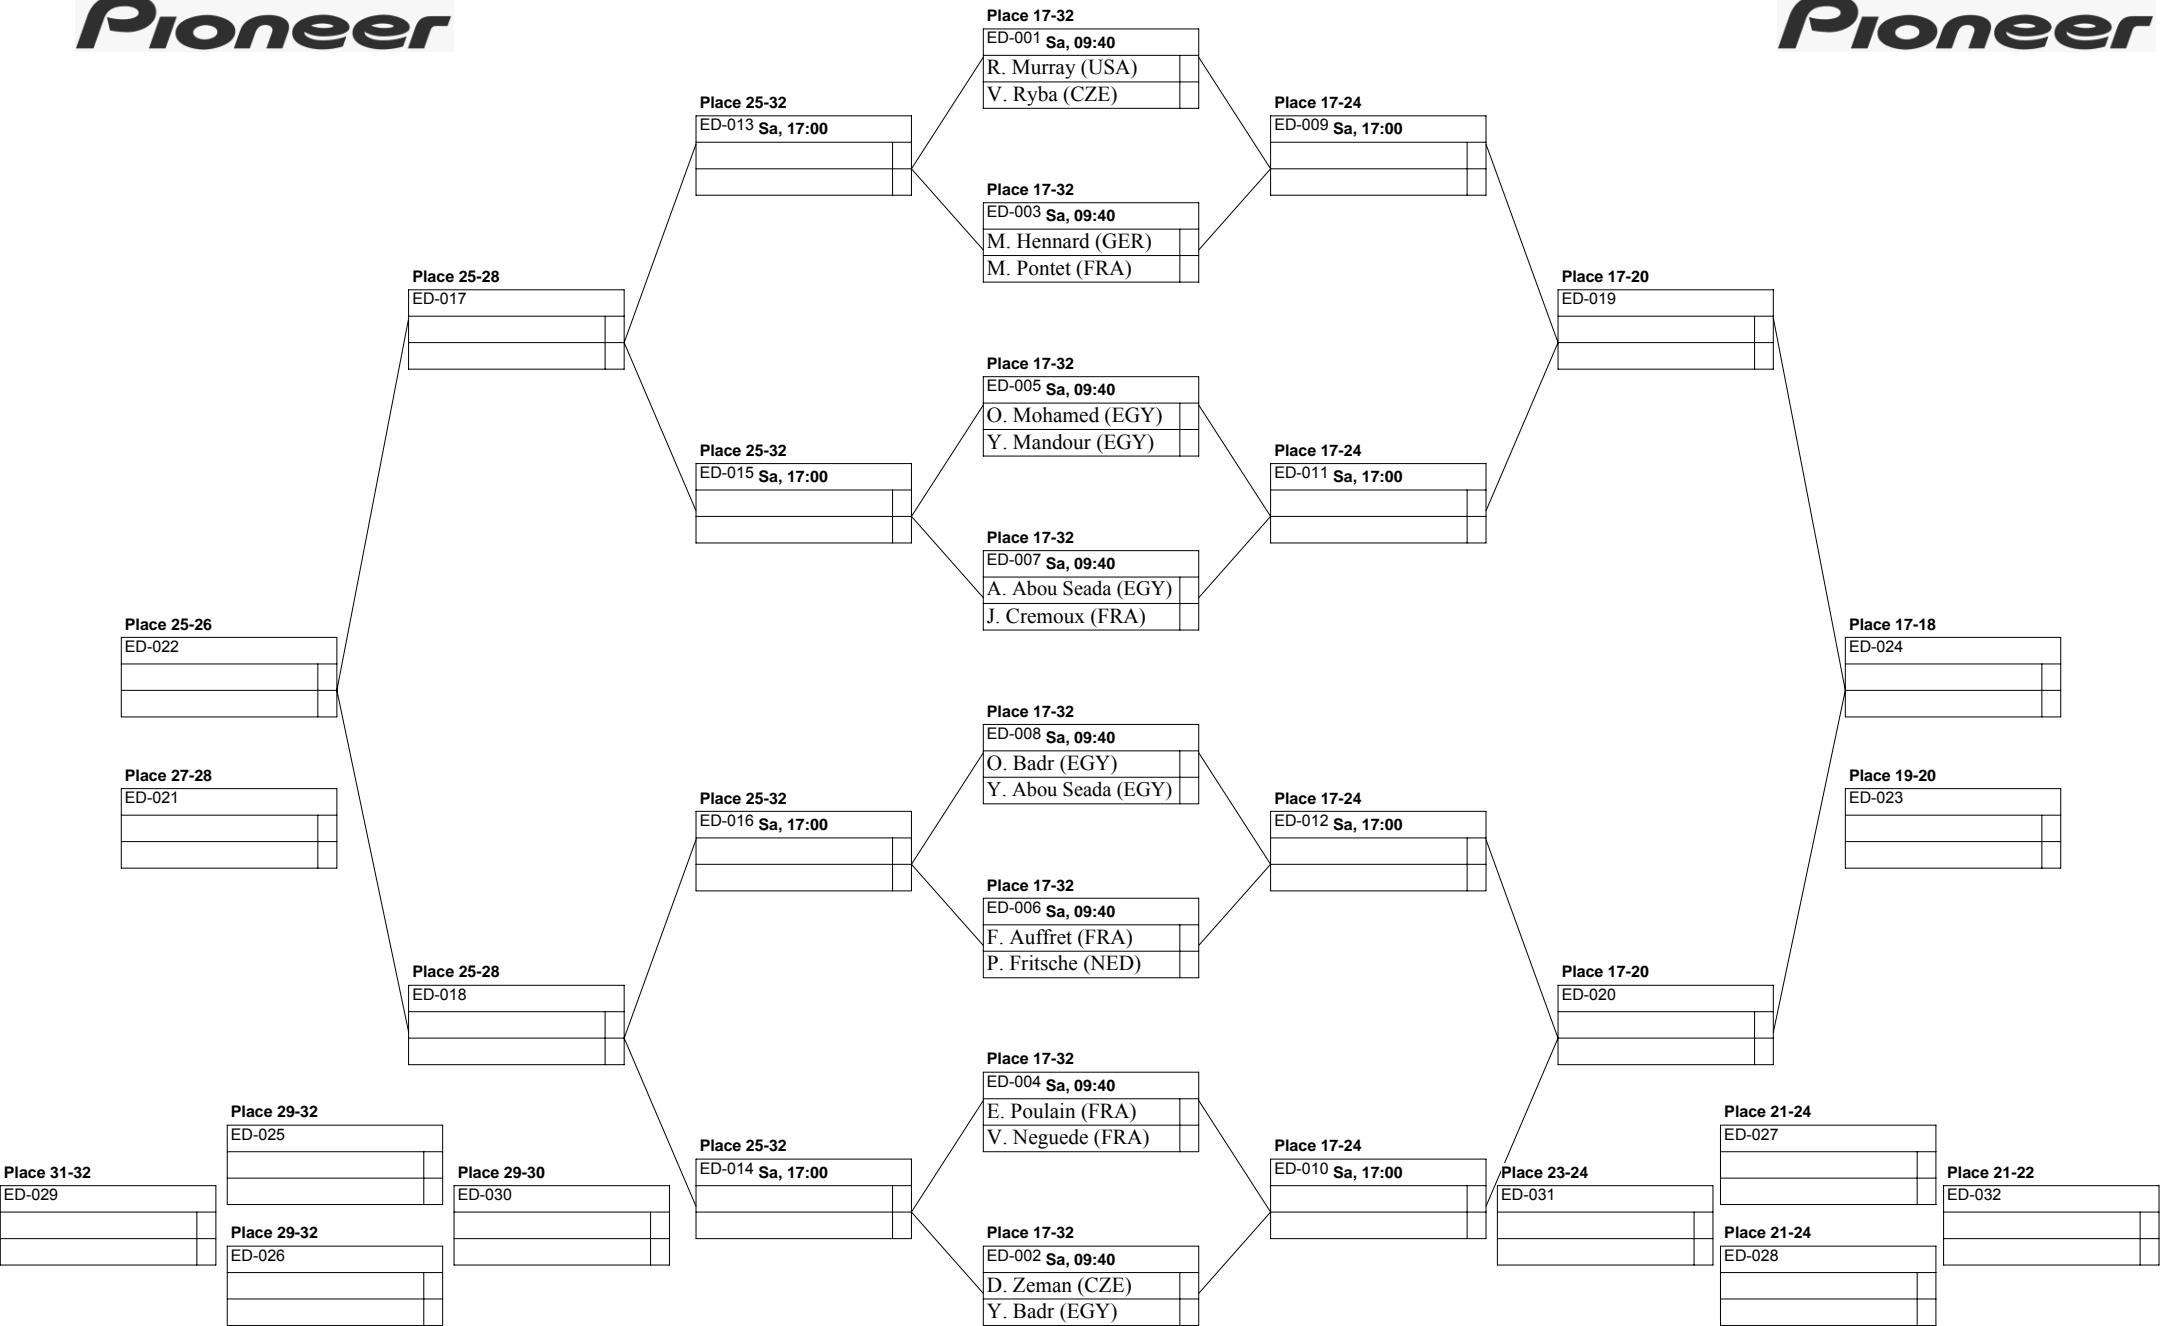 Pioneer
Pioneer
Place 17-32
ED-001 Sa, 09:40
R. Murray (USA)
V. Ryba (CZE)
Place 25-32
ED-013 Sa, 17:00
Place 17-24
ED-009 Sa, 17:00
Place 17-32
ED-003 Sa, 09:40
M. Hennard (GER)
M. Pontet (FRA)
Place 25-28
ED-017
Place 17-20
ED-019
Place 17-32
ED-005 Sa, 09:40
O. Mohamed (EGY)
Y. Mandour (EGY)
Place 25-32
ED-015 Sa, 17:00
Place 17-24
ED-011 Sa, 17:00
Place 17-32
ED-007 Sa, 09:40
A. Abou Seada (EGY)
J. Cremoux (FRA)
Place 25-26
ED-022
Place 17-18
ED-024
Place 17-32
ED-008 Sa, 09:40
O. Badr (EGY)
Y. Abou Seada (EGY)
Place 27-28
ED-021
Place 19-20
ED-023
Place 25-32
ED-016 Sa, 17:00
Place 17-24
ED-012 Sa, 17:00
Place 17-32
ED-006 Sa, 09:40
F. Auffret (FRA)
P. Fritsche (NED)
Place 25-28
ED-018
Place 17-20
ED-020
Place 17-32
ED-004 Sa, 09:40
E. Poulain (FRA)
V. Neguede (FRA)
Place 29-32
ED-025
Place 21-24
ED-027
Place 25-32
ED-014 Sa, 17:00
Place 17-24
ED-010 Sa, 17:00
Place 31-32
ED-029
Place 29-30
ED-030
Place 23-24
ED-031
Place 21-22
ED-032
Place 29-32
ED-026
Place 17-32
ED-002 Sa, 09:40
D. Zeman (CZE)
Y. Badr (EGY)
Place 21-24
ED-028